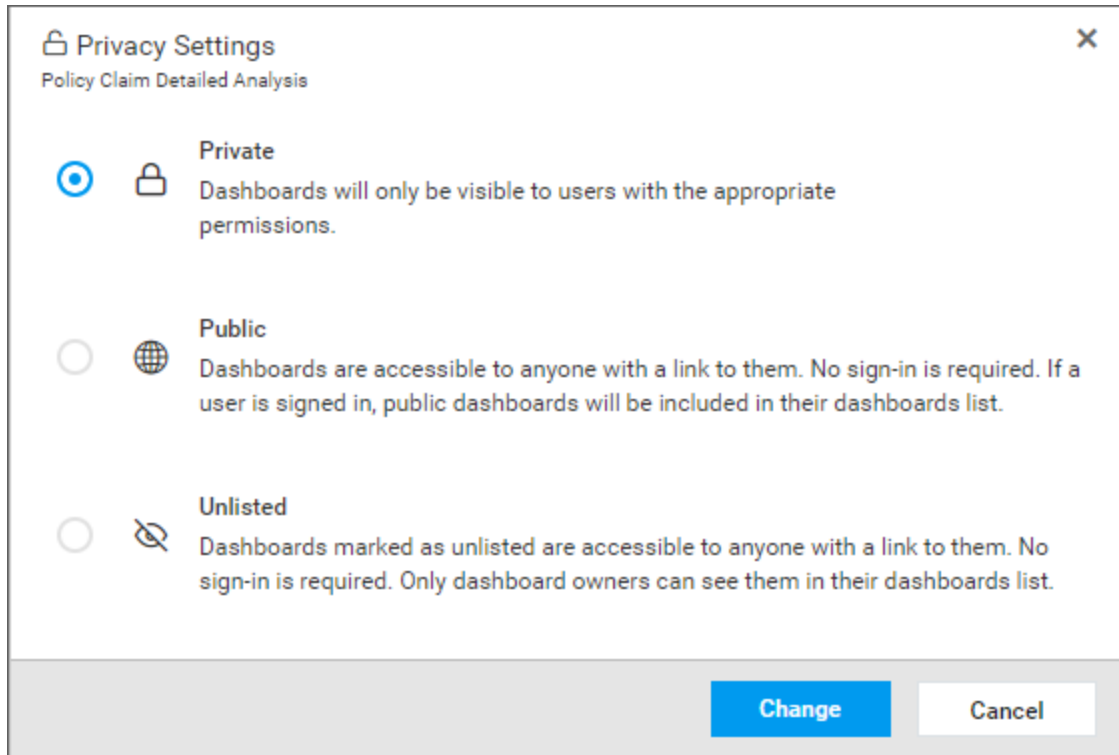 Privacy Settings
Policy Claim Detailed Analysis
Private
Dashboards will only be visible to users with the appropriate
permissions.
Public
Dashboards are accessible to anyone with a link to them. No sign-in is required. If a
user is signed in, public dashboards will be included in their dashboards list.
Unlisted
Dashboards marked as unlisted are accessible to anyone with a link to them. No
sign-in is required. Only dashboard owners can see them in their dashboards list.
Change
Cancel